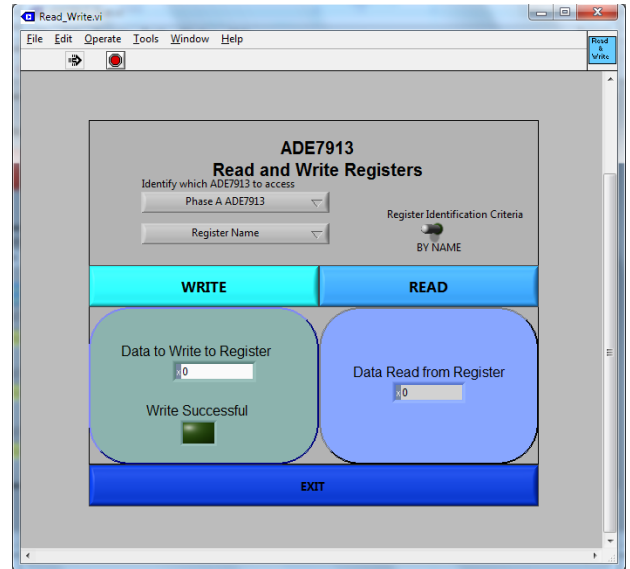 Read_Write.vi
File Edit Operate Tools Window Help
Read
&
Write
ADE7913
Read and Write Registers
Identify which ADE7913 to access
Phase A ADE7913
Register Name
Register Identification Criteria
BY NAME
WRITE
READ
Data to Write to Register
x 0
Write Successful
Data Read from Register
x 0
EXIT